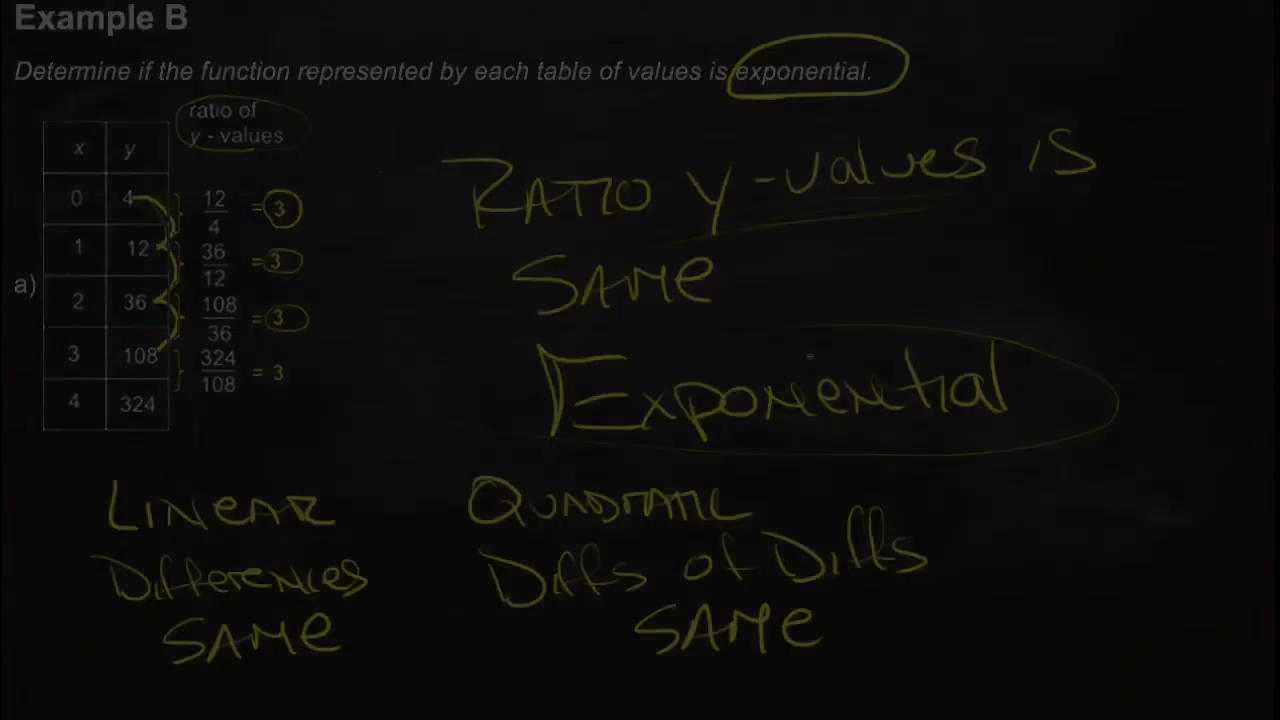 Example B
Determine if the function represented by each table of values is exponential.
ratio of
y - values
x y
0 4
12/4 = 3
1 12
36/12 = 3
a)
2 36
108/36 = 3
3 108
324/108 = 3
4 324
RATIO y-values is
SAME
Exponential
LINEAR
Differences
SAME
QUADRATIC
Diffs of Diffs
SAME